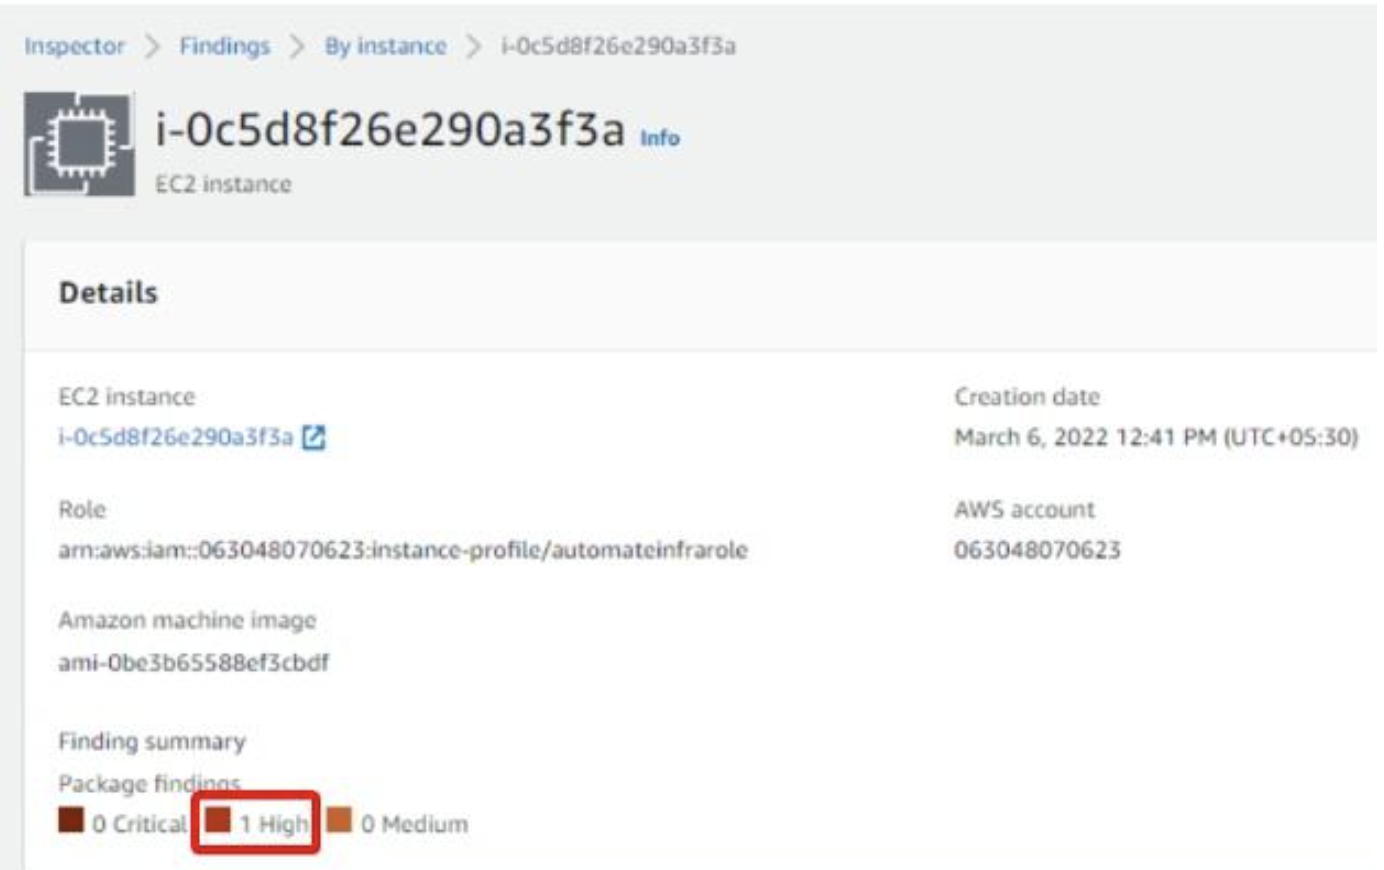 Inspector > Findings > By instance > i-0c5d8f26e290a3f3a
i-0c5d8f26e290a3f3a Info
EC2 instance
Details
EC2 instance
i-0c5d8f26e290a3f3a
Creation date
March 6, 2022 12:41 PM (UTC+05:30)
Role
arn:aws:iam::063048070623:instance-profile/automateinfrarole
AWS account
063048070623
Amazon machine image
ami-0be3b65588ef3cbdf
Finding summary
Package findings
0 Critical 1 High 0 Medium